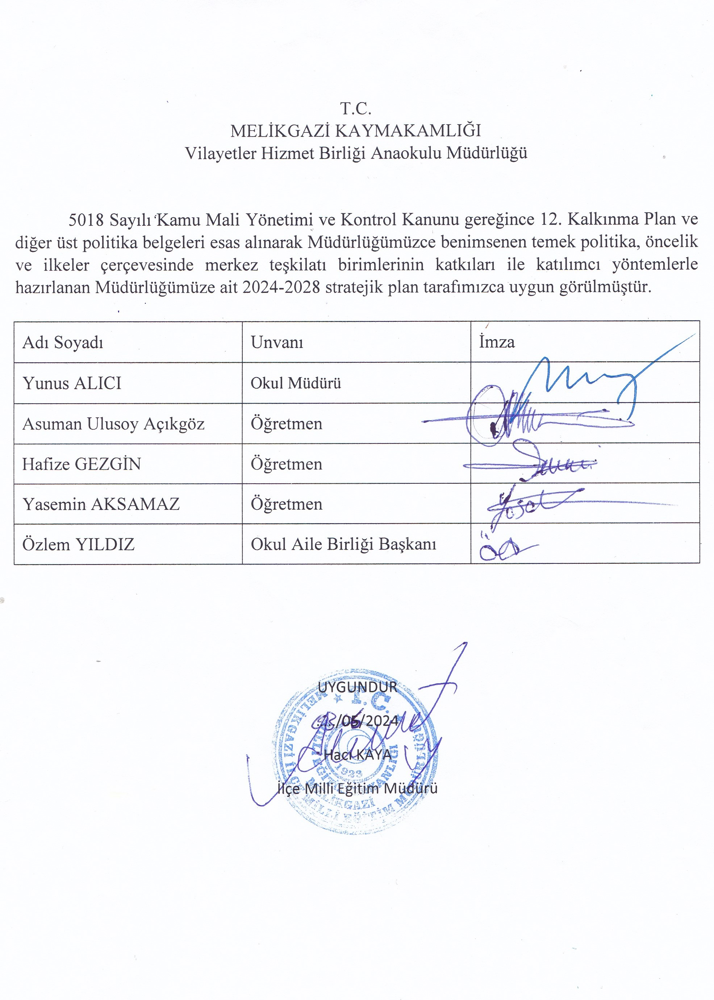 T.C.
MELİKGAZİ KAYMAKAMLIĞI
Vilayetler Hizmet Birliği Anaokulu Müdürlüğü
5018 Sayılı Kamu Mali Yönetimi ve Kontrol Kanunu gereğince 12. Kalkınma Plan ve
diğer üst politika belgeleri esas alınarak Müdürlüğümüzce benimsenen temek politika, öncelik
ve ilkeler çerçevesinde merkez teşkilatı birimlerinin katkıları ile katılımcı yöntemlerle
hazırlanan Müdürlüğümüze ait 2024-2028 stratejik plan tarafımızca uygun görülmüştür.
Adı Soyadı Unvanı İmza
Yunus ALICI Okul Müdürü
Asuman Ulusoy Açıkgöz Öğretmen
Hafize GEZGİN Öğretmen
Yasemin AKSAMAZ Öğretmen
Özlem YILDIZ Okul Aile Birliği Başkanı
UYGUNDUR
/2024
Hacı KAYA
İlçe Milli Eğitim Müdürü
T.C.
MELİKGAZİ İLÇE MİLLİ EĞİTİM MÜDÜRLÜĞÜ
1923
MELİKGAZİ